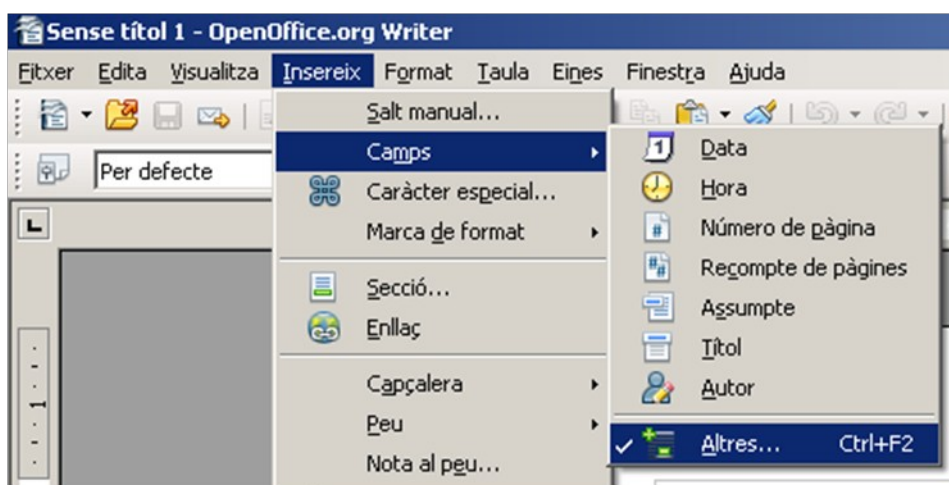 Sense títol 1 - OpenOffice.org Writer
Fitxer Edita Visualitza Insereix Format Taula Eines Finestra Ajuda
Salt manual...
Camps
Caràcter especial...
Marca de format
Secció...
Enllaç
Capçalera
Peu
Nota al peu...
Data
Hora
Número de pàgina
Recompte de pàgines
Assumpte
Títol
Autor
Altres... Ctrl+F2
Per defecte
1